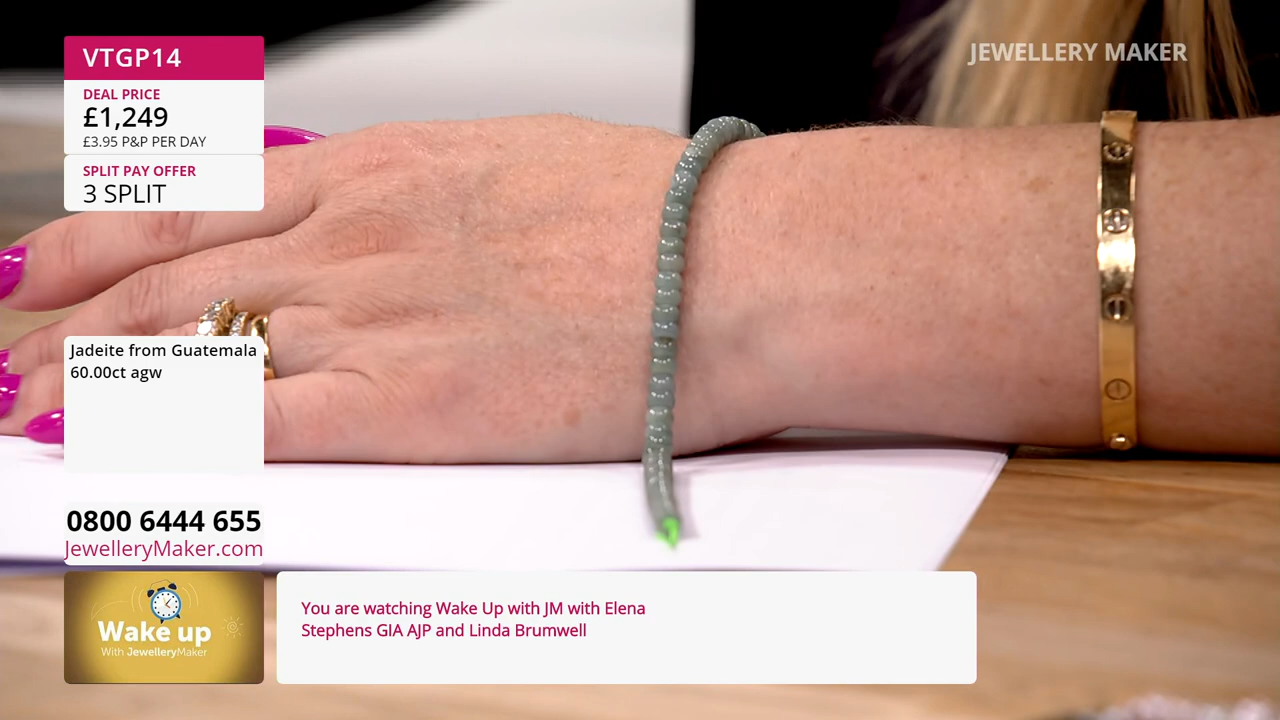 VTGP14
DEAL PRICE
£1,249
£3.95 P&P PER DAY
SPLIT PAY OFFER
3 SPLIT
JEWELLERY MAKER
Jadeite from Guatemala
60.00ct agw
0800 6444 655
JewelleryMaker.com
Wake up
With JewelleryMaker
You are watching Wake Up with JM with Elena
Stephens GIA AJP and Linda Brumwell